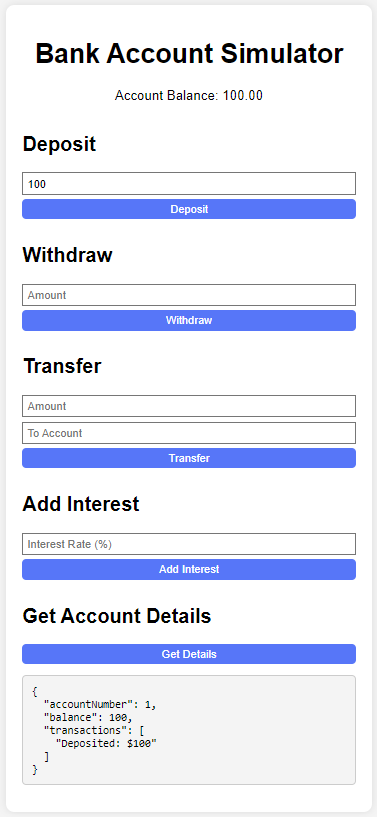 Bank Account Simulator
Account Balance: 100.00
Deposit
100
Deposit
Withdraw
Amount
Withdraw
Transfer
Amount
To Account
Transfer
Add Interest
Interest Rate (%)
Add Interest
Get Account Details
Get Details
{
  "accountNumber": 1,
  "balance": 100,
  "transactions": [
    "Deposited: $100"
  ]
}